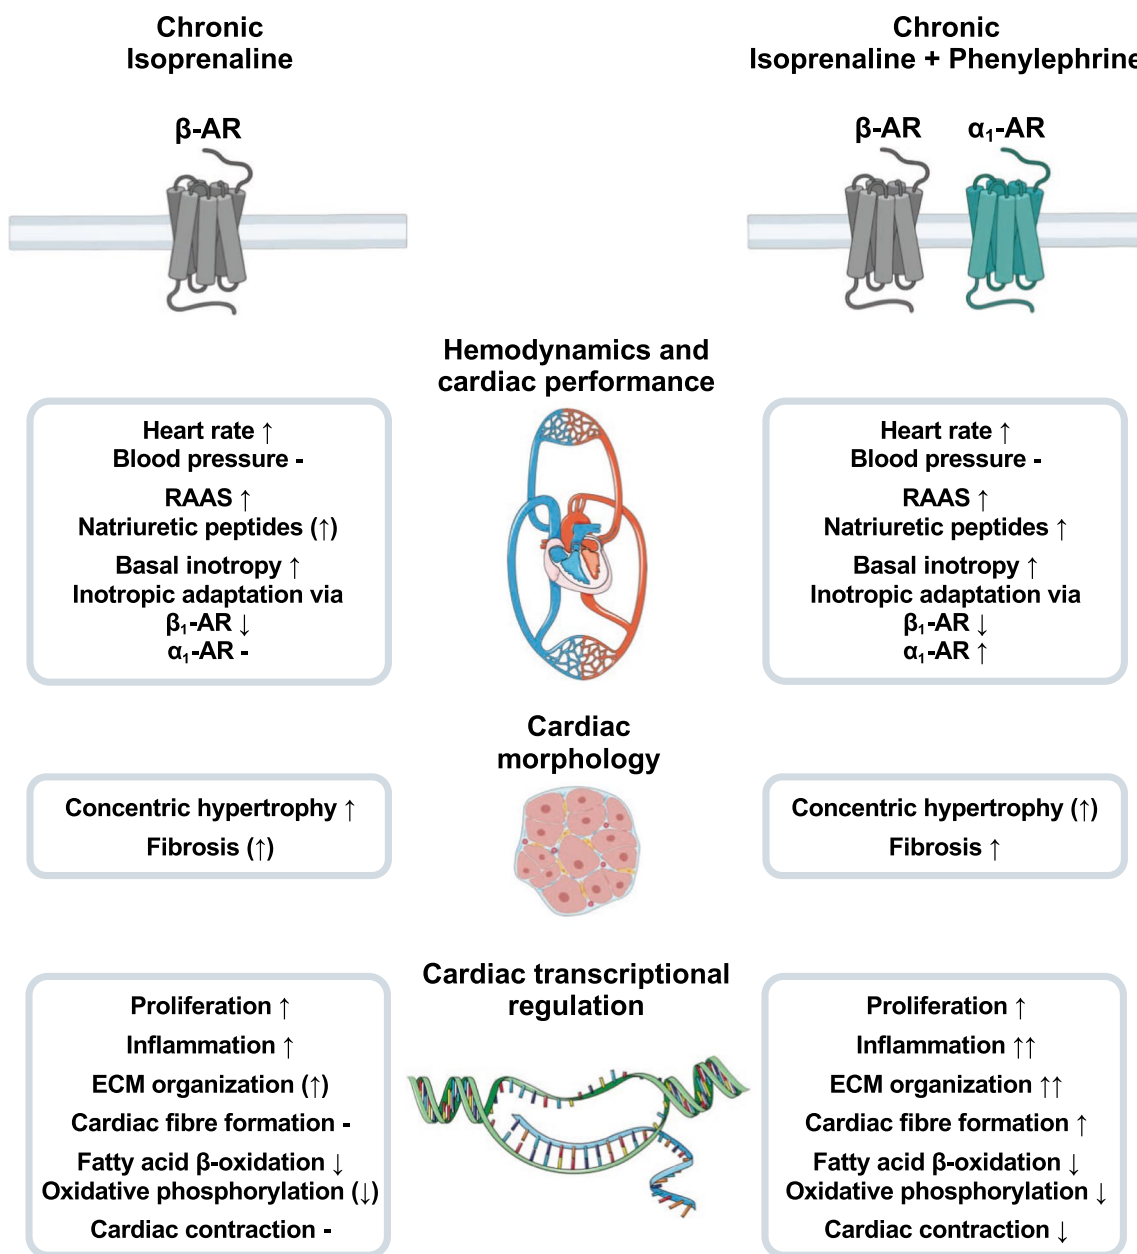 Chronic
Isoprenaline
Chronic
Isoprenaline + Phenylephrine
β-AR
β-AR
α₁-AR
Hemodynamics and
cardiac performance
Heart rate ↑
Blood pressure -
RAAS ↑
Natriuretic peptides (↑)
Basal inotropy ↑
Inotropic adaptation via
β₁-AR ↓
α₁-AR -
Heart rate ↑
Blood pressure -
RAAS ↑
Natriuretic peptides ↑
Basal inotropy ↑
Inotropic adaptation via
β₁-AR ↓
α₁-AR ↑
Cardiac
morphology
Concentric hypertrophy ↑
Fibrosis (↑)
Concentric hypertrophy (↑)
Fibrosis ↑
Cardiac transcriptional
regulation
Proliferation ↑
Inflammation ↑
ECM organization (↑)
Cardiac fibre formation -
Fatty acid β-oxidation ↓
Oxidative phosphorylation (↓)
Cardiac contraction -
Proliferation ↑
Inflammation ↑↑
ECM organization ↑↑
Cardiac fibre formation ↑
Fatty acid β-oxidation ↓
Oxidative phosphorylation ↓
Cardiac contraction ↓